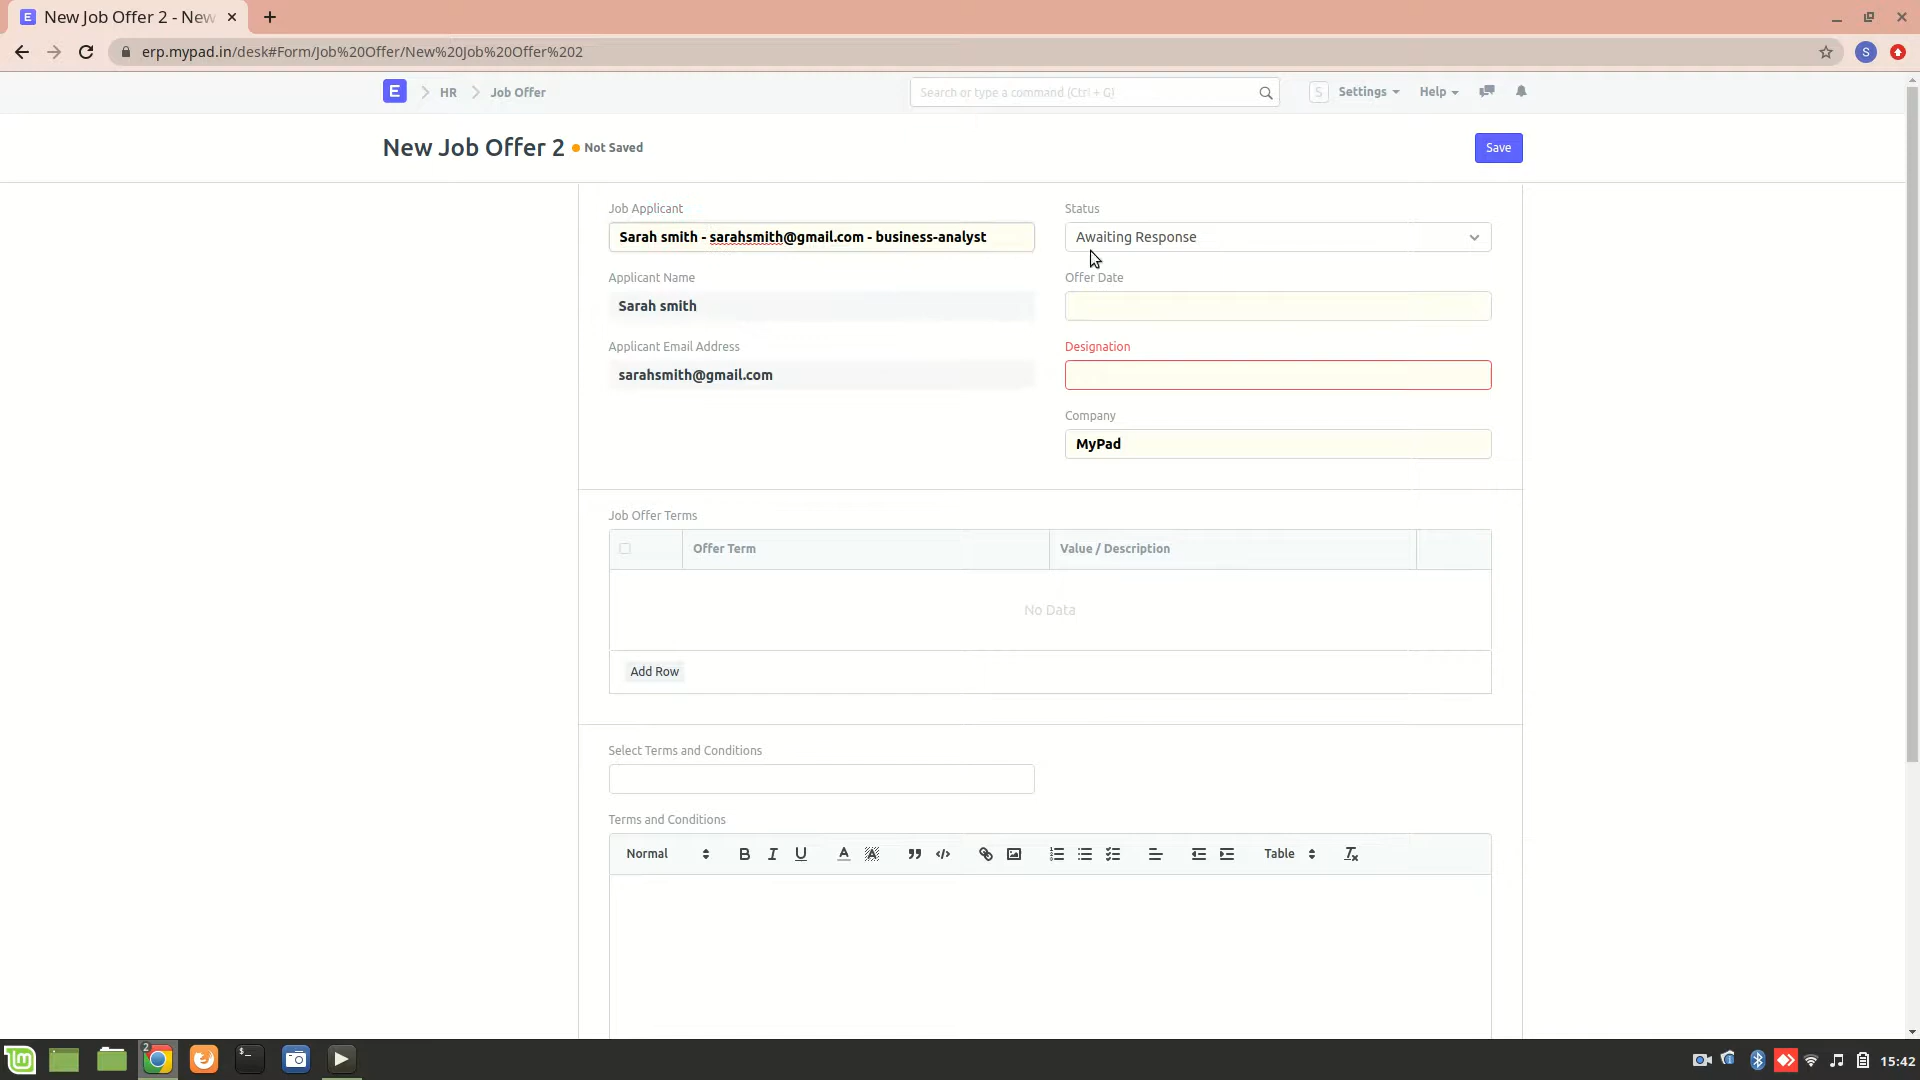 E New Job Offer 2 - New
erp.mypad.in/desk#Form/Job%20Offer/New%20Job%20Offer%202
S
E HR Job Offer Search or type a command (Ctrl + G) S Settings Help
New Job Offer 2 Not Saved Save
Job Applicant
Status
Sarah smith - sarahsmith@gmail.com - business-analyst
Awaiting Response
Applicant Name
Offer Date
Sarah smith
Applicant Email Address
Designation
sarahsmith@gmail.com
Company
MyPad
Job Offer Terms
Offer Term Value / Description
No Data
Add Row
Select Terms and Conditions
Terms and Conditions
Normal B I U A A Table
2
15:42